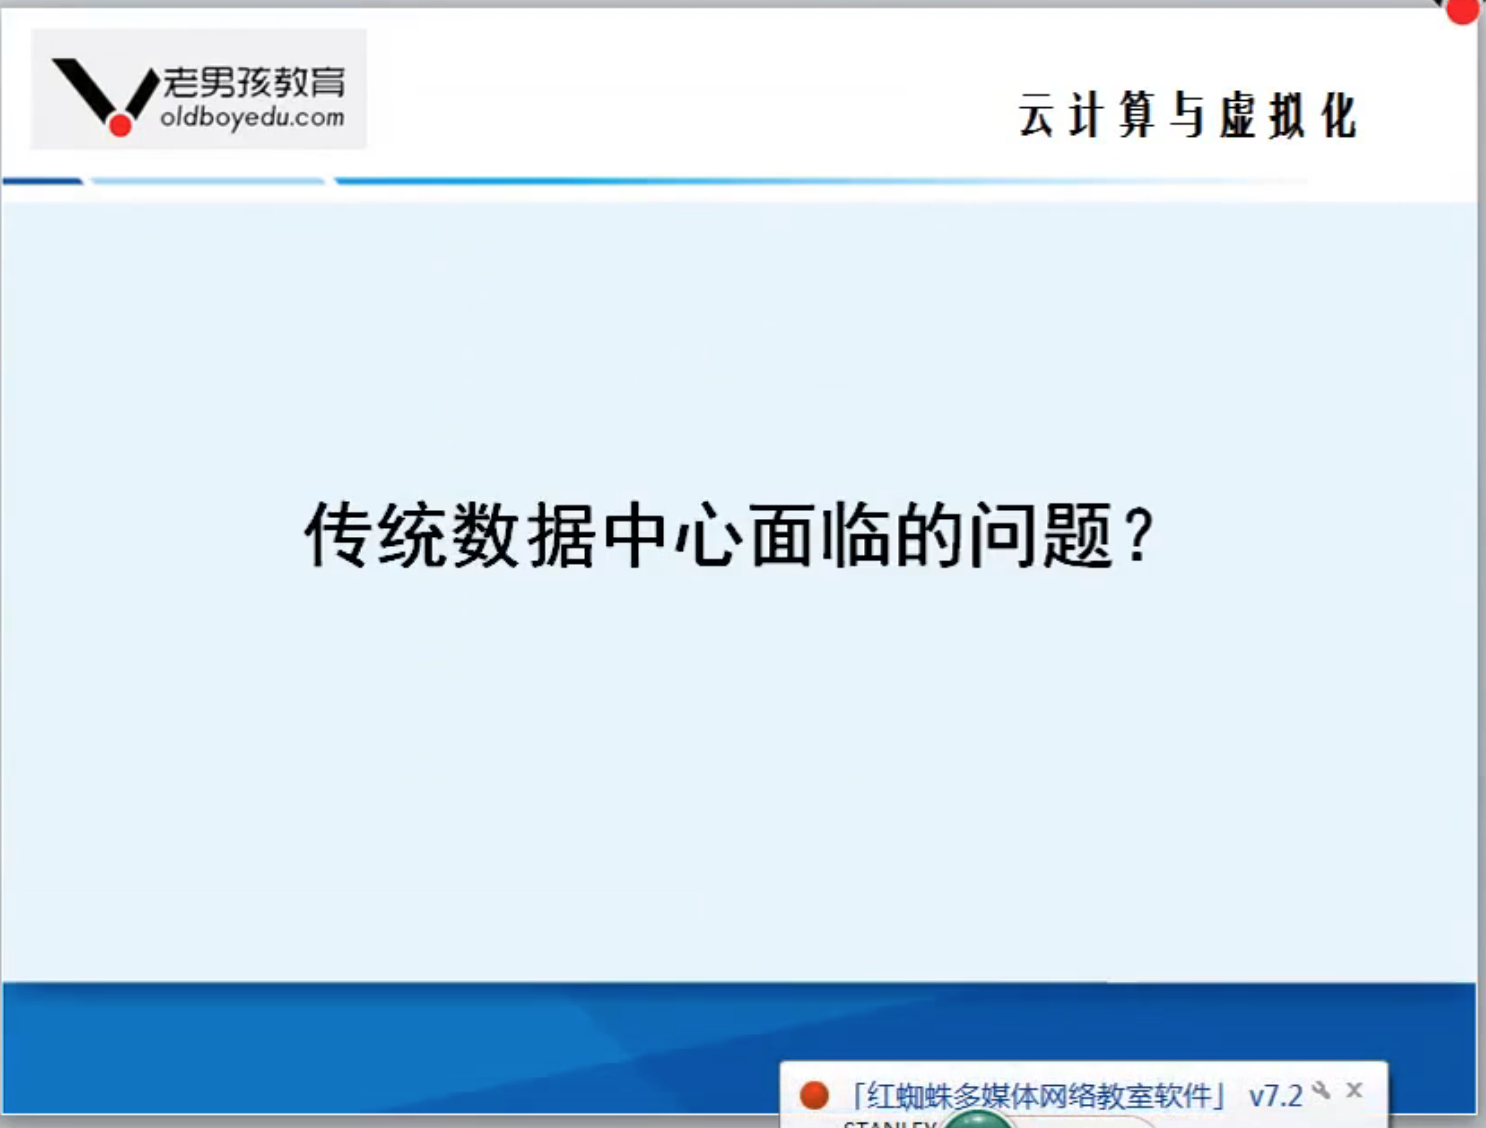 老男孩教育
oldboyedu.com
云计算与虚拟化
传统数据中心面临的问题？
「红蜘蛛多媒体网络教室软件」 v7.2
STANLEY